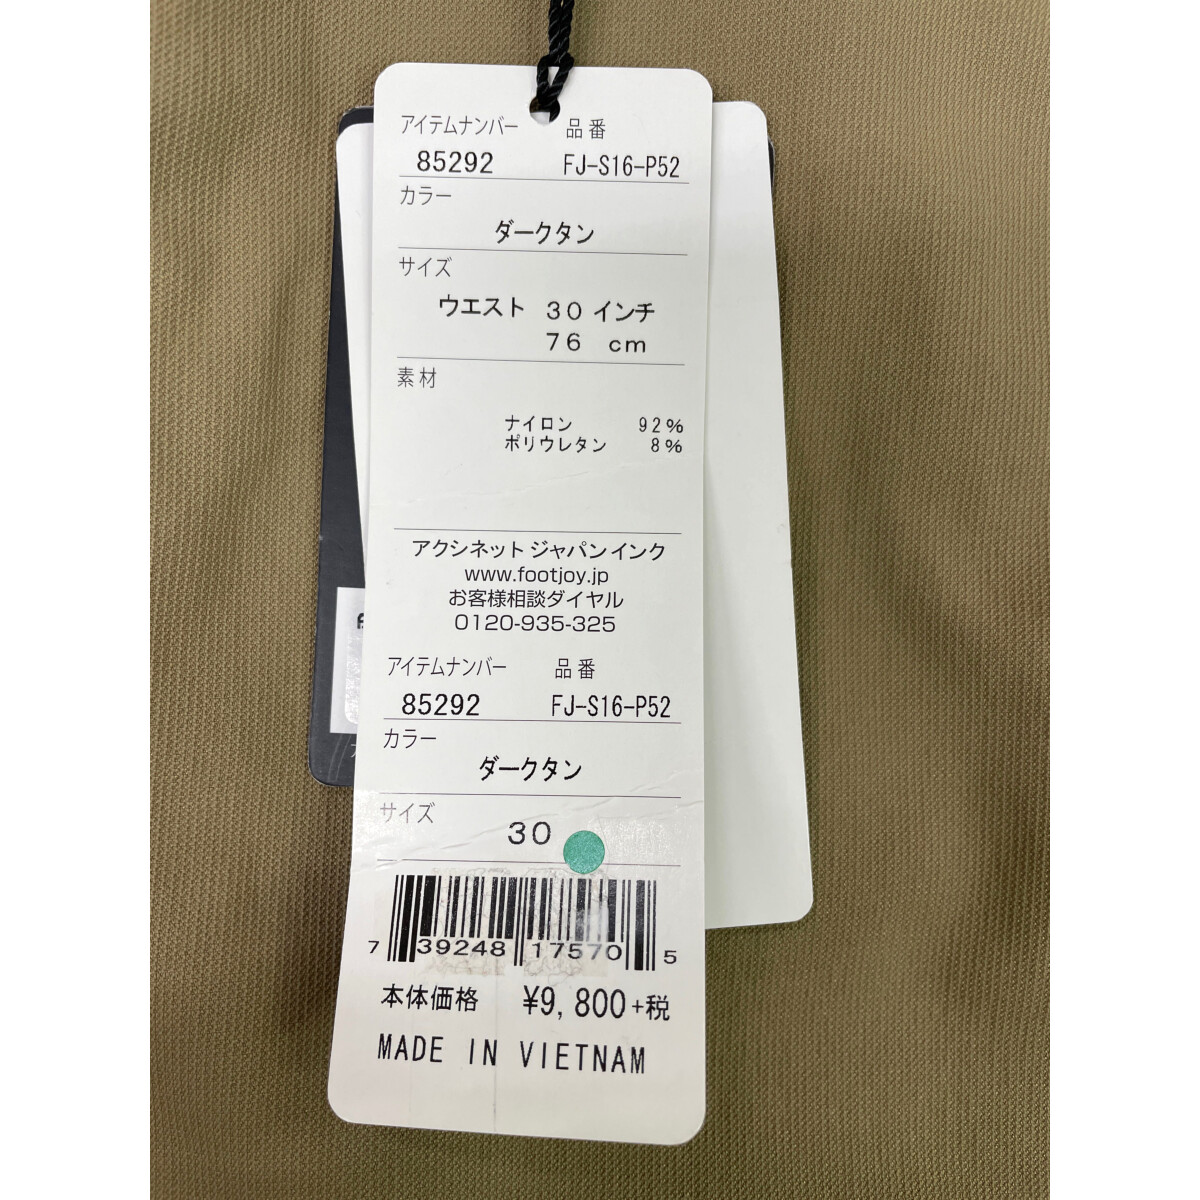 アイテムナンバー 品番
85292 FJ-S16-P52
カラー
ダークタン
サイズ
ウエスト 30 インチ
76 cm
素材
ナイロン 92%
ポリウレタン 8%
アクシネット ジャパン インク
www.footjoy.jp
お客様相談ダイヤル
0120-935-325
アイテムナンバー 品番
85292 FJ-S16-P52
カラー
ダークタン
サイズ
30
7 39248 17570 5
本体価格 ¥9,800+税
MADE IN VIETNAM